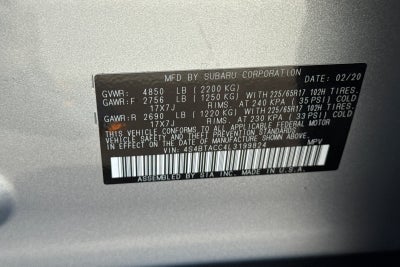 MFD BY SUBARU CORPORATION DATE: 02/20
GVWR: 4850 LB (2200 KG)
GAWR:F 2756 LB (1250 KG) WITH 225/65R17 102H TIRES,
17X7J RIMS, AT 240 KPA ( 35 PSI) COLD
GAWR:R 2690 LB (1220 KG) WITH 225/65R17 102H TIRES,
17X7J RIMS, AT 230 KPA ( 33 PSI) COLD
THIS VEHICLE CONFORMS TO ALL APPLICABLE FEDERAL MOTOR
VEHICLE SAFETY AND
IN EFFECT ON THE DATE OF MANUFACTURE SHOWN ABOVE.
VIN: 4S4BTACC4L3199824 MPV
ASSEMBLED BY SIA INC. MADE IN U.S.A.